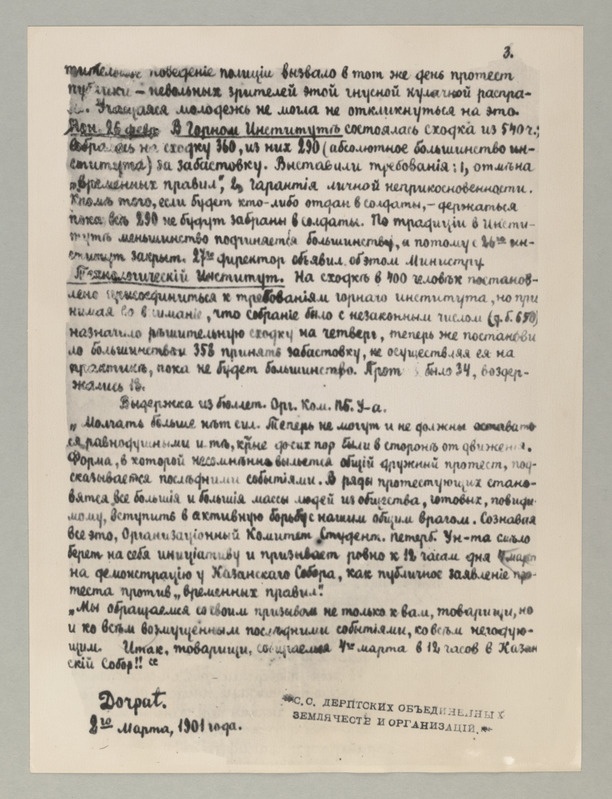 3.
поведеніе полиціи вызвало в тот же день протест
публики – невольных зрителей этой гнусной кулачной распра-
Учащаяся молодежь не могла не откликнуться на это.
Пон. 26 февр. В Горном Институтѣ состоялась сходка из 540 ч.;
на сходку 360, из них 290 (абсолютное большинство ин-
ститута) за забастовку. Выставили требованія: 1, отмѣна
„временных правил", 2, гарантія личной неприкосновенности.
Кромѣ того, если будет кто-либо отдан в солдаты, – держаться
пока всѣ 290 не будут забраны в солдаты. По традиціи в Инсти-
тутѣ меньшинство подчиняется большинству, а потому с 26го ин-
ститут закрыт. 27го директор объявил об этом Министру
Технологическій Институт. На сходкѣ в 400 человѣк постанов-
лено присоединиться к требованіям горнаго института, но при
нимая во вниманіе, что собраніе было с незаконным числом (д. б. 650)
назначило рѣшительную сходку на четверг, теперь же постанови
ло большинством 358 принять забастовку, не осуществляя ея на
практикѣ, пока не будет большинство. Против было 34, воздер-
жались
Выдержка из бюллет. Орг. Ком. Пб. У-а.
„Молчать больше нѣт сил. Теперь не могут и не должны оставать
ся равнодушными и тѣ, кто до сих пор были в сторонѣ от движенія.
Форма, в которой несомнѣнно выльется общій дружный протест, под-
сказывается послѣдними событіями. В ряды протестующих стано-
вятся все большія и большія массы людей из общества, готовых, повиди-
мому, вступить в активную борьбу с нашим общим врагом. Сознавая
все это, Организаціонный Комитет Студент. Петерб. Ун-та смѣло
берет на себя иниціативу и призывает ровно к 12 часам дня 4 март
на демонстрацію у Казанскаго Собора, как публичное заявленіе про-
теста против „временных правил".
„Мы обращаемся со своим призывом не только к вам, товарищи, но
и ко всѣм возмущенным послѣдними событіями, ко всѣм негодую-
щим. Итак, товарищи, собираемся 4го марта в 12 часов в Казан
скій Собор!!"
Dorpat.
2го Марта, 1901 года.
С.С. ДЕРПТСКИХ ОБЪЕДИНЕННЫХ
ЗЕМЛЯЧЕСТВ И ОРГАНИЗАЦІЙ.